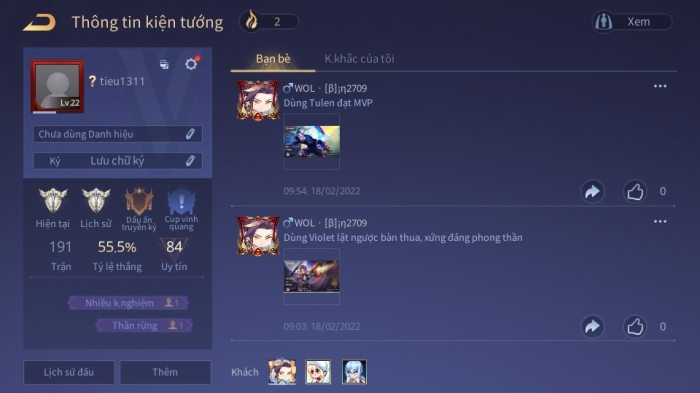 Thông tin kiện tướng
2
Xem
? tieu1311
Lv.22
Chưa dùng Danh hiệu
Ký Lưu chữ ký
Hiện tại
Lịch sử
Dấu ấn truyền kỳ
Cup vinh quang
191
55.5%
84
Trận
Tỷ lệ thắng
Uy tín
Nhiều k.nghiệm 1
Thần rừng 1
Lịch sử đấu
Thêm
Bạn bè
K.khắc của tôi
WOL · [β]¡η2709
Dùng Tulen đạt MVP
09:54: 18/02/2022
0
WOL · [β]¡η2709
Dùng Violet lật ngược bàn thua, xứng đáng phong thần
09:03: 18/02/2022
0
Khách